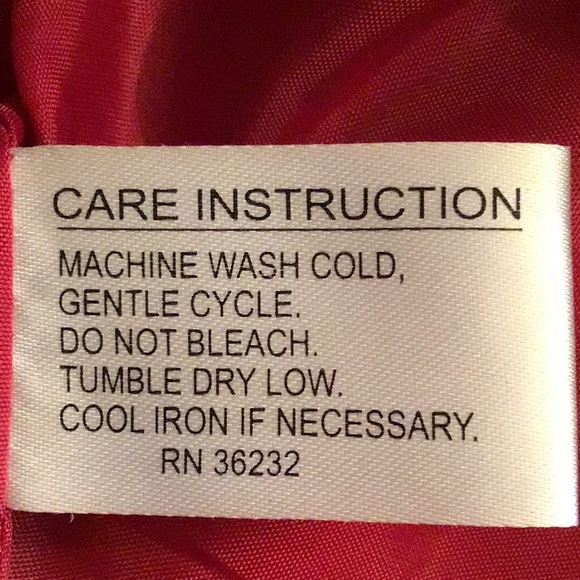 CARE INSTRUCTION
MACHINE WASH COLD,
GENTLE CYCLE.
DO NOT BLEACH.
TUMBLE DRY LOW.
COOL IRON IF NECESSARY.
RN 36232